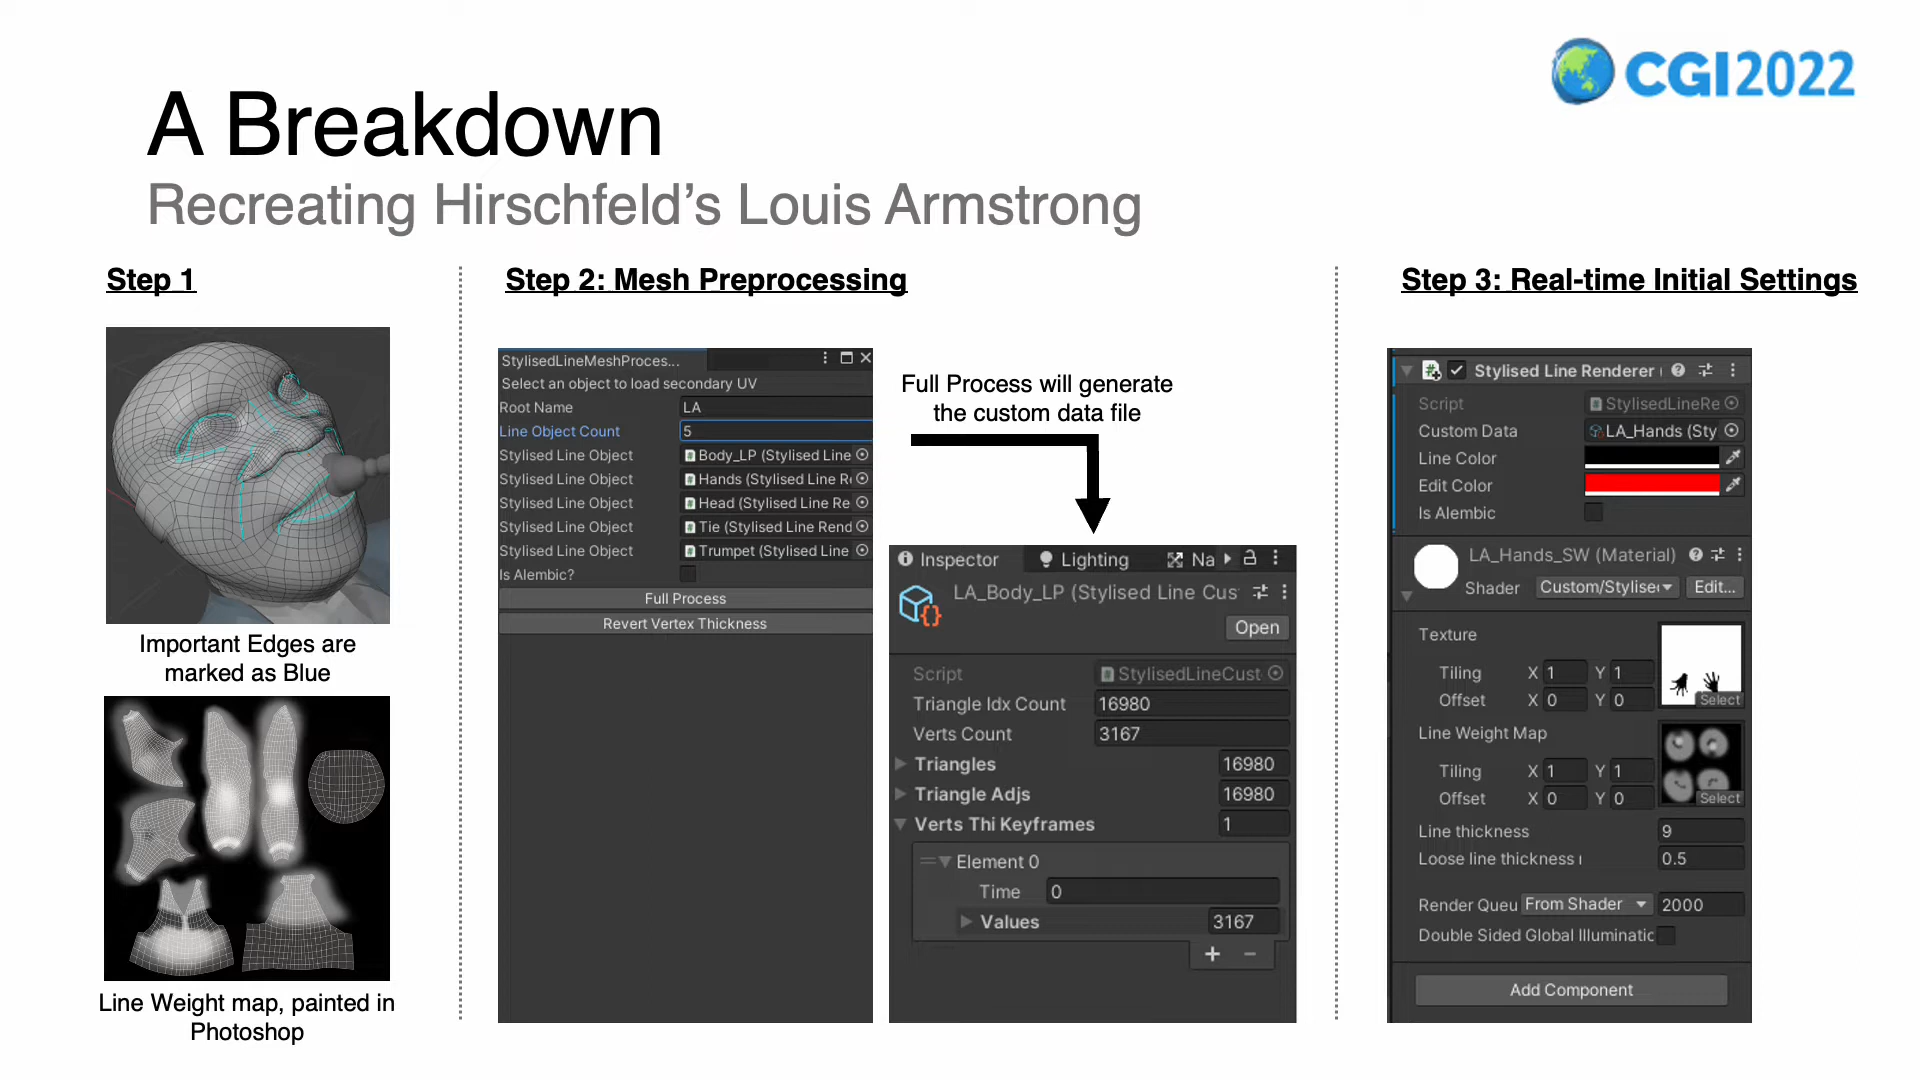 CGI2022
A Breakdown
Recreating Hirschfeld's Louis Armstrong
Step 1
Important Edges are
marked as Blue
Line Weight map, painted in
Photoshop
Step 2: Mesh Preprocessing
StylisedLineMeshProces...
Select an object to load secondary UV
Root Name LA
Line Object Count 5
Stylised Line Object Body_LP (Stylised Line
Stylised Line Object Hands (Stylised Line R
Stylised Line Object Head (Stylised Line Re
Stylised Line Object Tie (Stylised Line Rend
Stylised Line Object Trumpet (Stylised Line
Is Alembic?
Full Process
Revert Vertex Thickness
Full Process will generate
the custom data file
Inspector Lighting Na
LA_Body_LP (Stylised Line Cus
Open
Script StylisedLineCust
Triangle Idx Count 16980
Verts Count 3167
Triangles 16980
Triangle Adjs 16980
Verts Thi Keyframes 1
Element 0
Time 0
Values 3167
+ −
Step 3: Real-time Initial Settings
Stylised Line Renderer (
Script StylisedLineRe
Custom Data LA_Hands (Sty
Line Color
Edit Color
Is Alembic
LA_Hands_SW (Material)
Shader Custom/Stylise Edit...
Texture
Tiling X 1 Y 1
Offset X 0 Y 0
Select
Line Weight Map
Tiling X 1 Y 1
Offset X 0 Y 0
Select
Line thickness 9
Loose line thickness 0.5
Render Queu From Shader 2000
Double Sided Global Illuminatic
Add Component